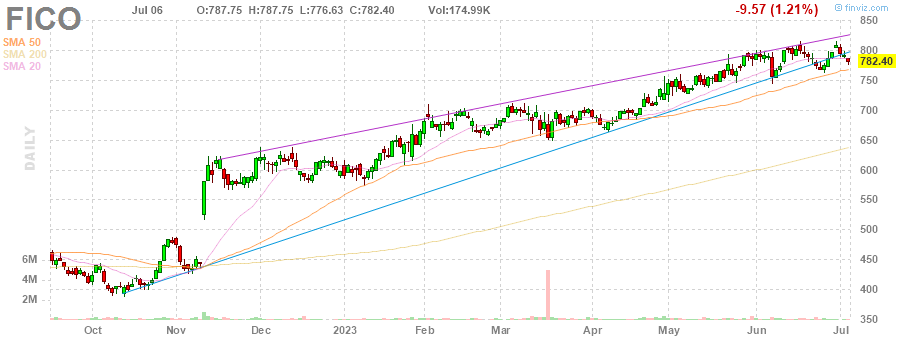 FICO Jul 06 O:787.75 H:787.75 L:776.63 C:782.40 Vol:174.99K -9.57 (1.21%) © finviz.com
SMA 50
SMA 200
SMA 20
DAILY
850
800
782.40
750
700
650
600
550
500
450
400
350
6M
4M
2M
Oct Nov Dec 2023 Feb Mar Apr May Jun Jul